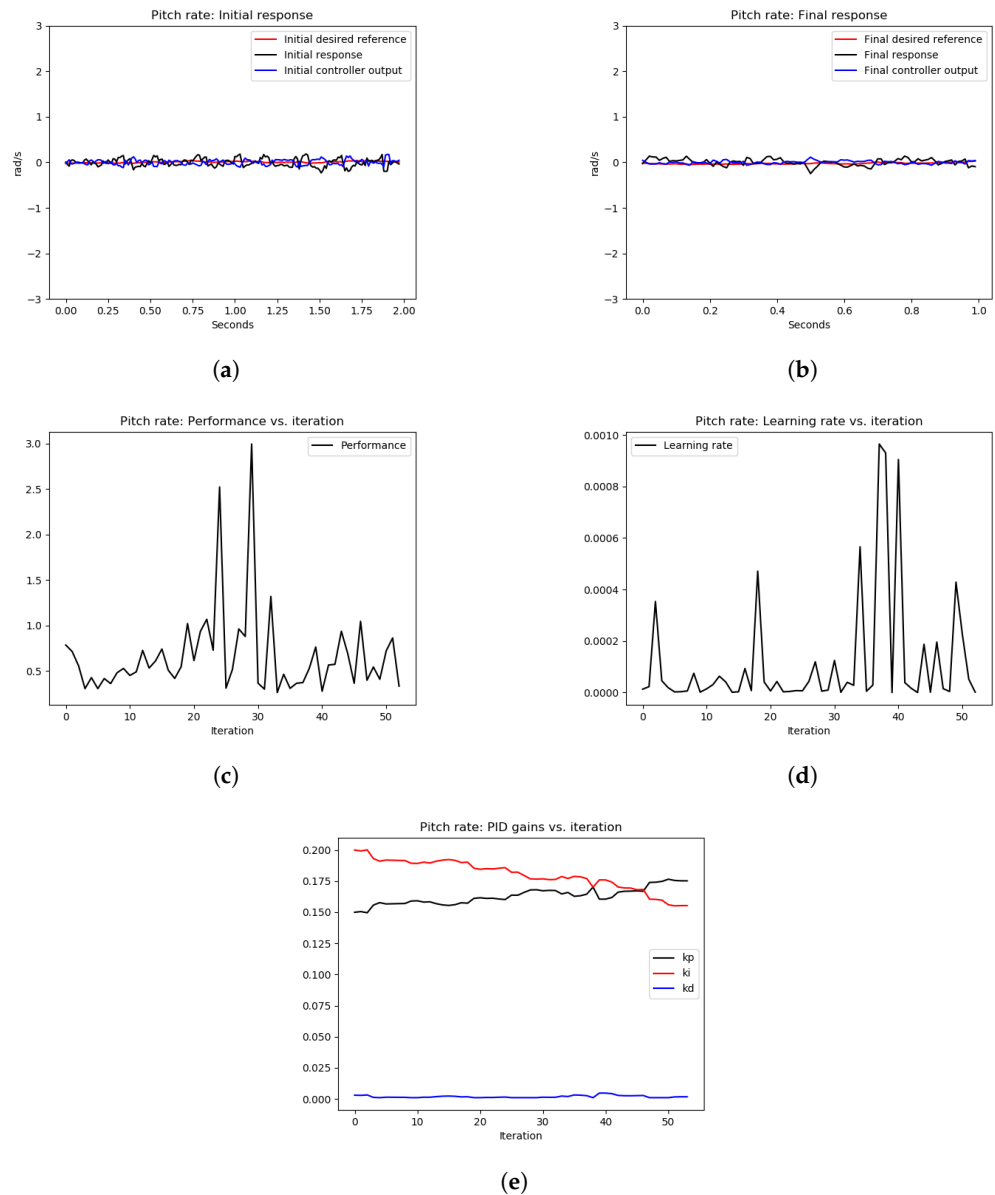 Pitch rate: Initial response
3
2
1
0
−1
−2
−3
rad/s
Initial desired reference
Initial response
Initial controller output
0.00 0.25 0.50 0.75 1.00 1.25 1.50 1.75 2.00
Seconds
(a)
Pitch rate: Final response
3
2
1
0
−1
−2
−3
rad/s
Final desired reference
Final response
Final controller output
0.0 0.2 0.4 0.6 0.8 1.0
Seconds
(b)
Pitch rate: Performance vs. iteration
3.0
2.5
2.0
1.5
1.0
0.5
Performance
0 10 20 30 40 50
Iteration
(c)
Pitch rate: Learning rate vs. iteration
0.0010
0.0008
0.0006
0.0004
0.0002
0.0000
Learning rate
0 10 20 30 40 50
Iteration
(d)
Pitch rate: PID gains vs. iteration
0.200
0.175
0.150
0.125
0.100
0.075
0.050
0.025
0.000
kp
ki
kd
0 10 20 30 40 50
Iteration
(e)